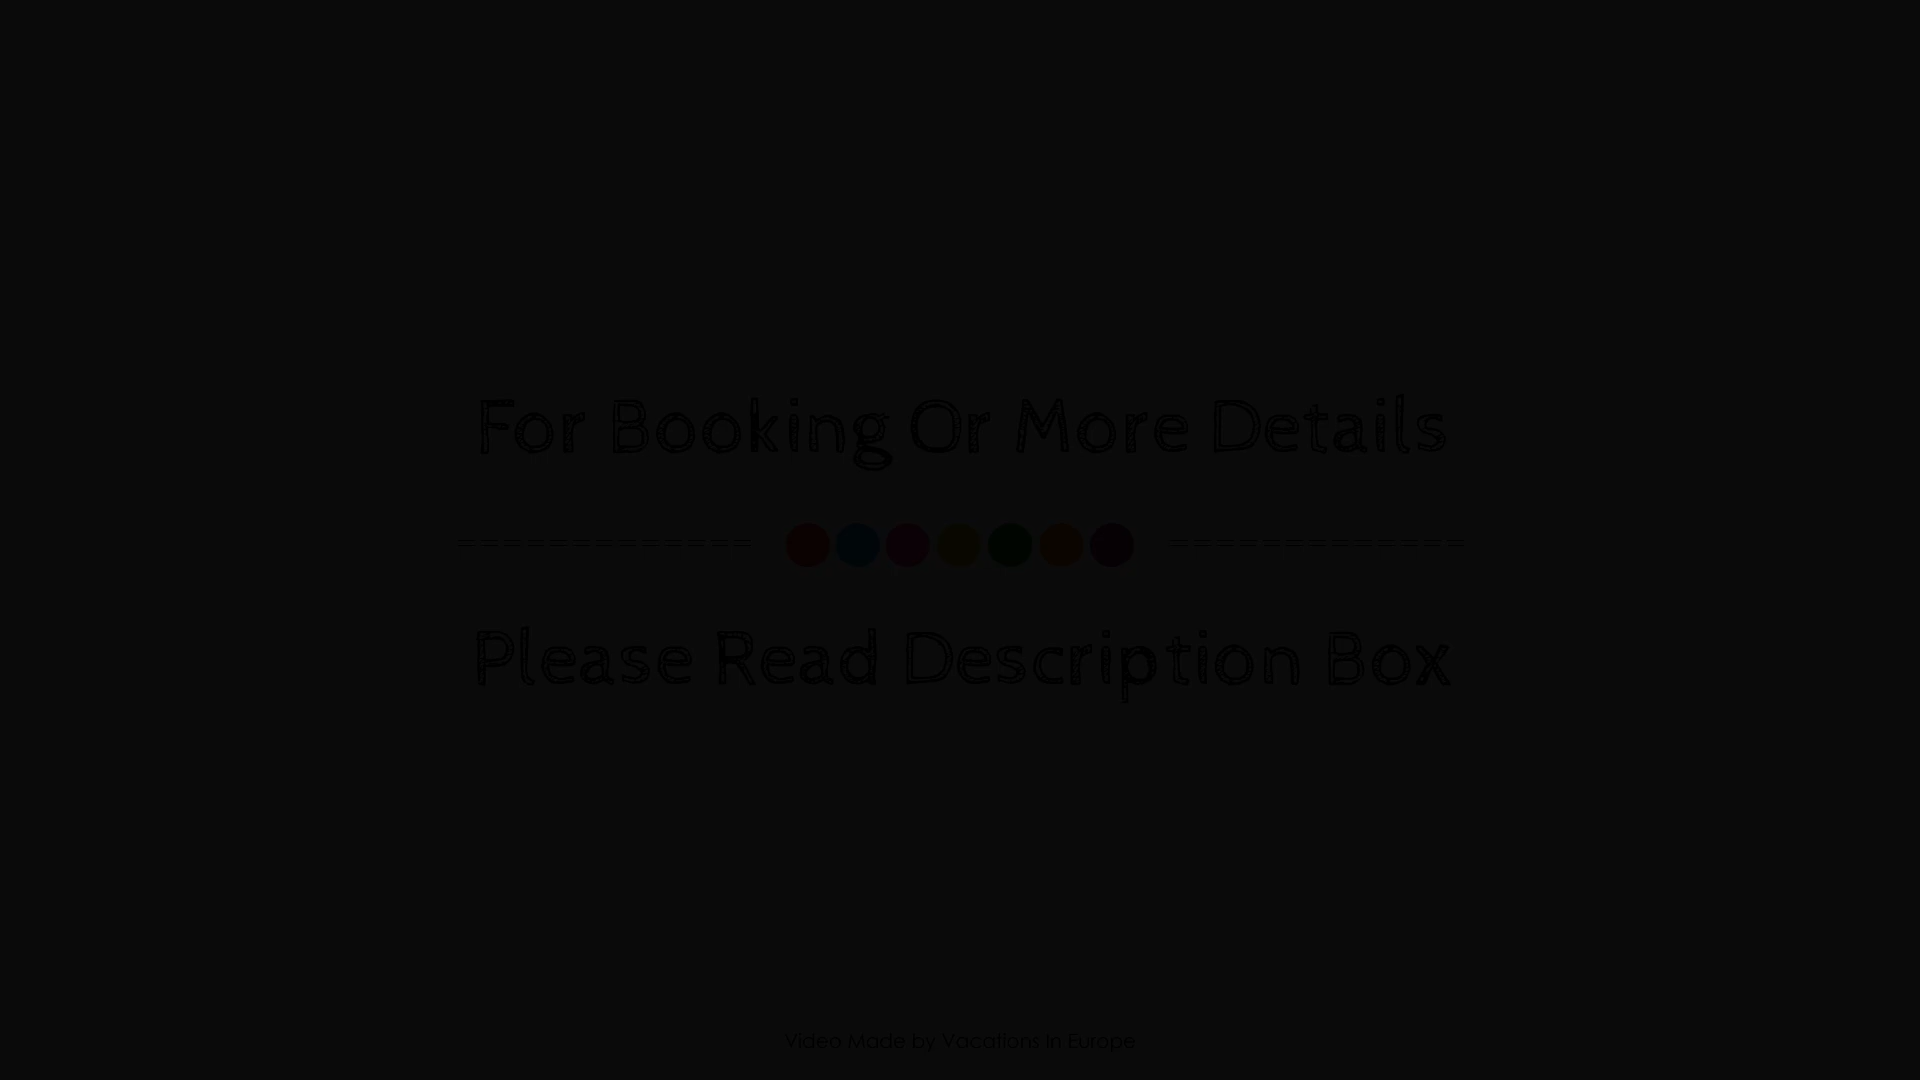 For Booking Or More Details
Please Read Description Box
Video Made by Vacations In Europe